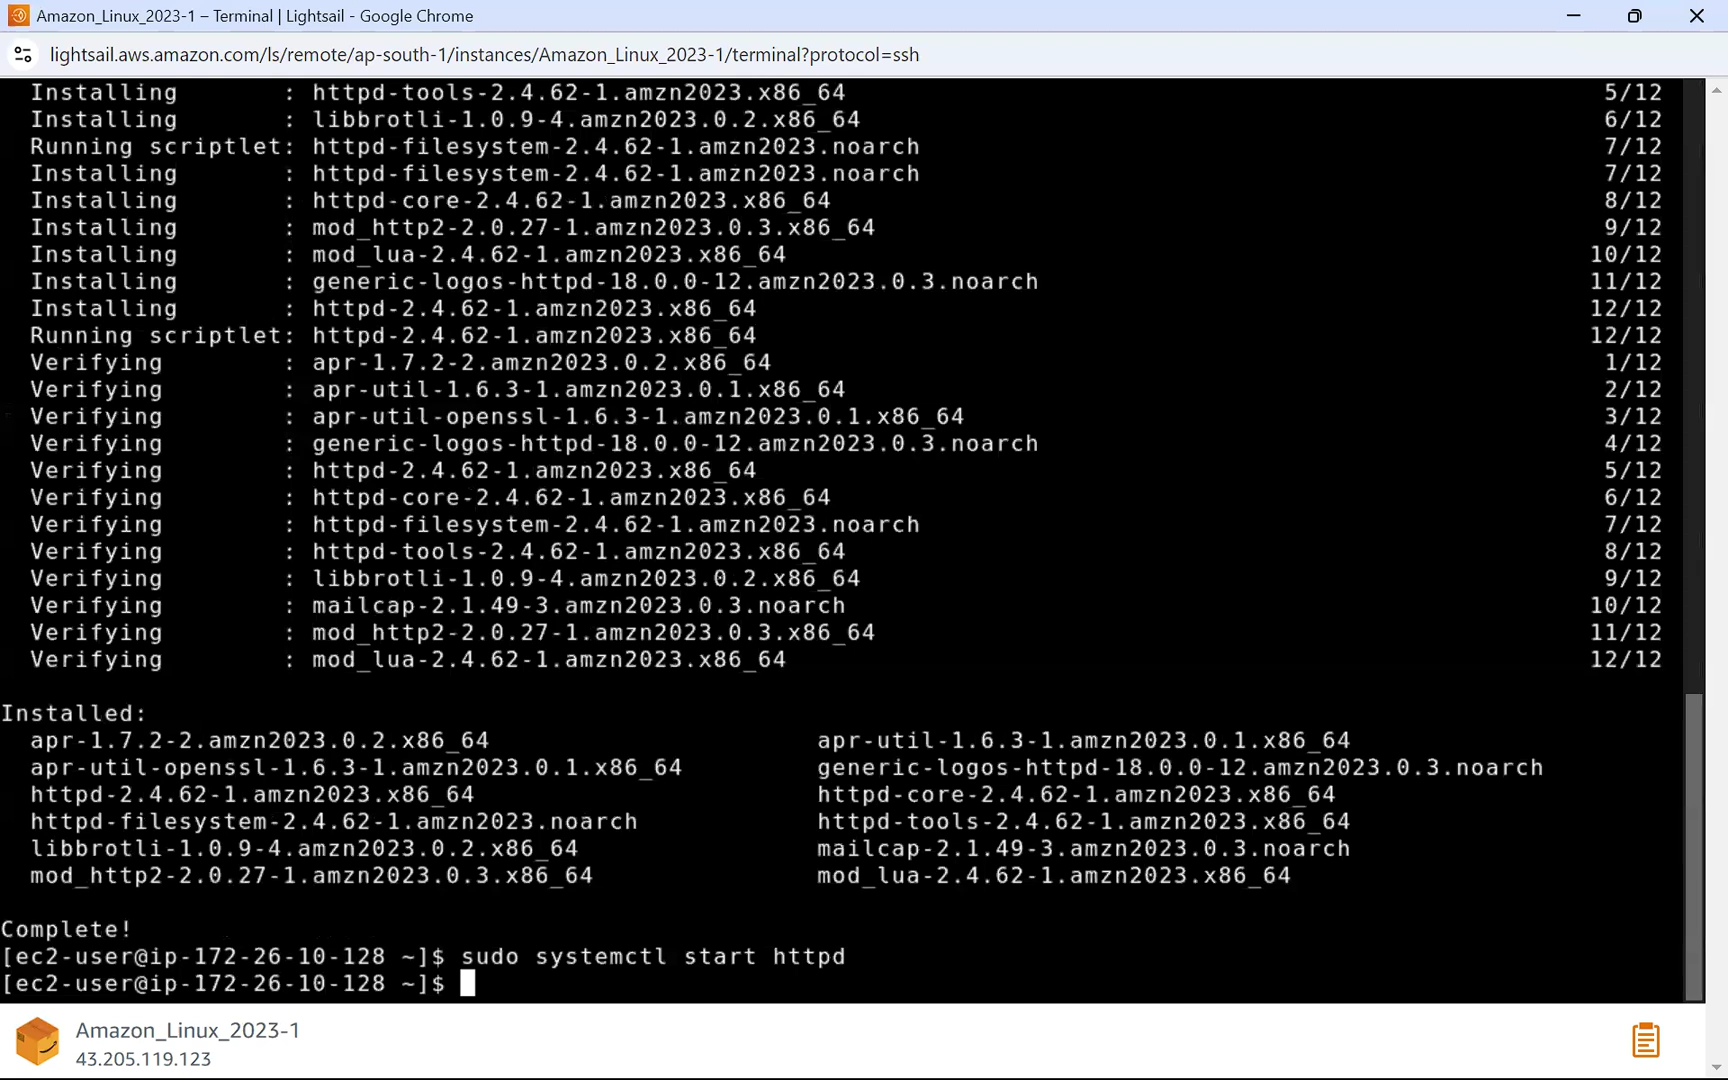 Amazon_Linux_2023-1 – Terminal | Lightsail - Google Chrome
lightsail.aws.amazon.com/ls/remote/ap-south-1/instances/Amazon_Linux_2023-1/terminal?protocol=ssh
Installing : httpd-tools-2.4.62-1.amzn2023.x86_64 5/12
Installing : libbrotli-1.0.9-4.amzn2023.0.2.x86_64 6/12
Running scriptlet: httpd-filesystem-2.4.62-1.amzn2023.noarch 7/12
Installing : httpd-filesystem-2.4.62-1.amzn2023.noarch 7/12
Installing : httpd-core-2.4.62-1.amzn2023.x86_64 8/12
Installing : mod_http2-2.0.27-1.amzn2023.0.3.x86_64 9/12
Installing : mod_lua-2.4.62-1.amzn2023.x86_64 10/12
Installing : generic-logos-httpd-18.0.0-12.amzn2023.0.3.noarch 11/12
Installing : httpd-2.4.62-1.amzn2023.x86_64 12/12
Running scriptlet: httpd-2.4.62-1.amzn2023.x86_64 12/12
Verifying : apr-1.7.2-2.amzn2023.0.2.x86_64 1/12
Verifying : apr-util-1.6.3-1.amzn2023.0.1.x86_64 2/12
Verifying : apr-util-openssl-1.6.3-1.amzn2023.0.1.x86_64 3/12
Verifying : generic-logos-httpd-18.0.0-12.amzn2023.0.3.noarch 4/12
Verifying : httpd-2.4.62-1.amzn2023.x86_64 5/12
Verifying : httpd-core-2.4.62-1.amzn2023.x86_64 6/12
Verifying : httpd-filesystem-2.4.62-1.amzn2023.noarch 7/12
Verifying : httpd-tools-2.4.62-1.amzn2023.x86_64 8/12
Verifying : libbrotli-1.0.9-4.amzn2023.0.2.x86_64 9/12
Verifying : mailcap-2.1.49-3.amzn2023.0.3.noarch 10/12
Verifying : mod_http2-2.0.27-1.amzn2023.0.3.x86_64 11/12
Verifying : mod_lua-2.4.62-1.amzn2023.x86_64 12/12
Installed:
apr-1.7.2-2.amzn2023.0.2.x86_64 apr-util-1.6.3-1.amzn2023.0.1.x86_64
apr-util-openssl-1.6.3-1.amzn2023.0.1.x86_64 generic-logos-httpd-18.0.0-12.amzn2023.0.3.noarch
httpd-2.4.62-1.amzn2023.x86_64 httpd-core-2.4.62-1.amzn2023.x86_64
httpd-filesystem-2.4.62-1.amzn2023.noarch httpd-tools-2.4.62-1.amzn2023.x86_64
libbrotli-1.0.9-4.amzn2023.0.2.x86_64 mailcap-2.1.49-3.amzn2023.0.3.noarch
mod_http2-2.0.27-1.amzn2023.0.3.x86_64 mod_lua-2.4.62-1.amzn2023.x86_64
Complete!
[ec2-user@ip-172-26-10-128 ~]$ sudo systemctl start httpd
[ec2-user@ip-172-26-10-128 ~]$
Amazon_Linux_2023-1
43.205.119.123